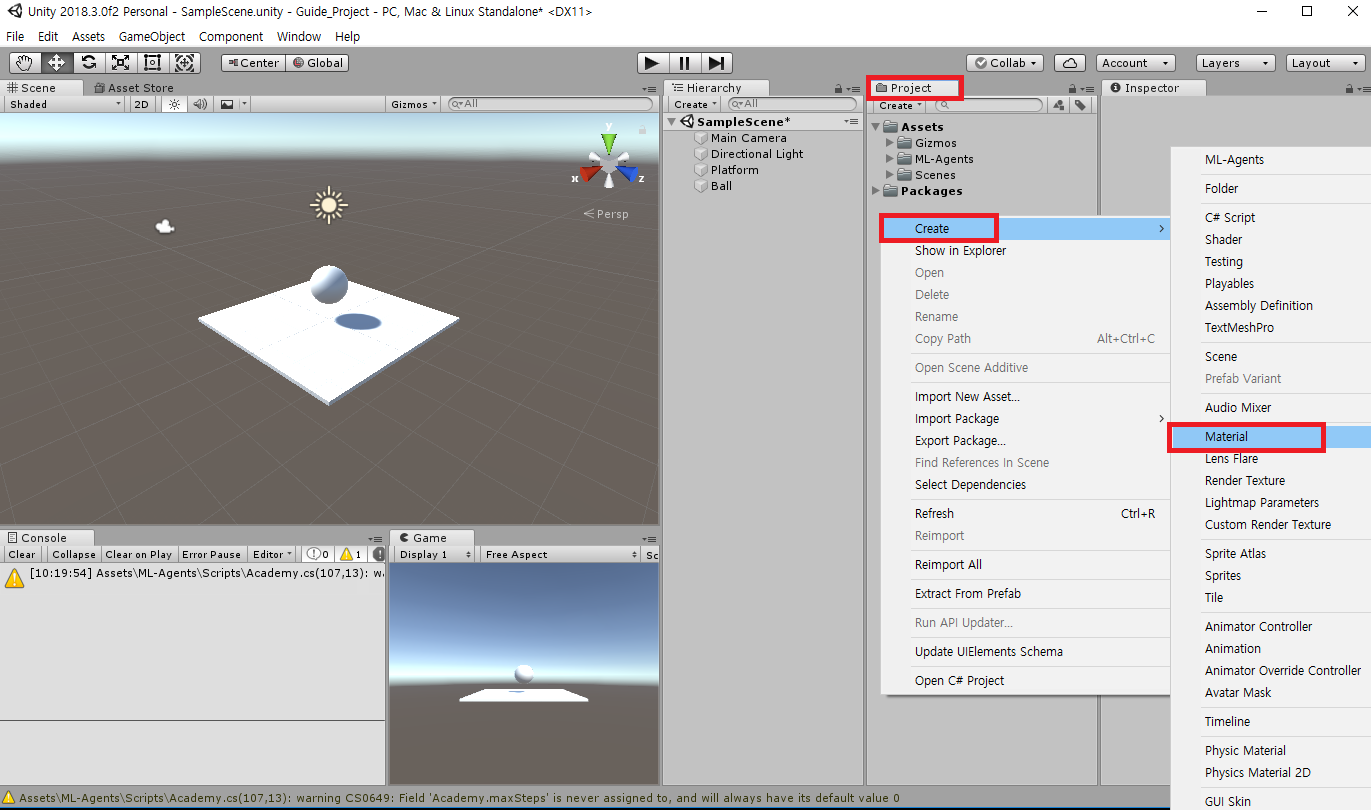 Unity 2018.3.0f2 Personal - SampleScene.unity - Guide_Project - PC, Mac & Linux Standalone* <DX11>
File Edit Assets GameObject Component Window Help
Center Global Collab Account Layers Layout
Scene Asset Store
Shaded 2D Gizmos All
y
x z
Persp
Hierarchy
Create All
SampleScene*
Main Camera
Directional Light
Platform
Ball
Project
Create
Assets
Gizmos
ML-Agents
Scenes
Packages
Inspector
Create
Show in Explorer
Open
Delete
Rename
Copy Path Alt+Ctrl+C
Open Scene Additive
Import New Asset...
Import Package
Export Package...
Find References In Scene
Select Dependencies
Refresh Ctrl+R
Reimport
Reimport All
Extract From Prefab
Run API Updater...
Update UIElements Schema
Open C# Project
ML-Agents
Folder
C# Script
Shader
Testing
Playables
Assembly Definition
TextMeshPro
Scene
Prefab Variant
Audio Mixer
Material
Lens Flare
Render Texture
Lightmap Parameters
Custom Render Texture
Sprite Atlas
Sprites
Tile
Animator Controller
Animation
Animator Override Controller
Avatar Mask
Timeline
Physic Material
Physics Material 2D
GUI Skin
Console
Clear Collapse Clear on Play Error Pause Editor 0 1
[10:19:54] Assets\ML-Agents\Scripts\Academy.cs(107,13):
Game
Display 1 Free Aspect Sc
Assets\ML-Agents\Scripts\Academy.cs(107,13): warning CS0649: Field 'Academy.maxSteps' is never assigned to, and will always have its default value 0